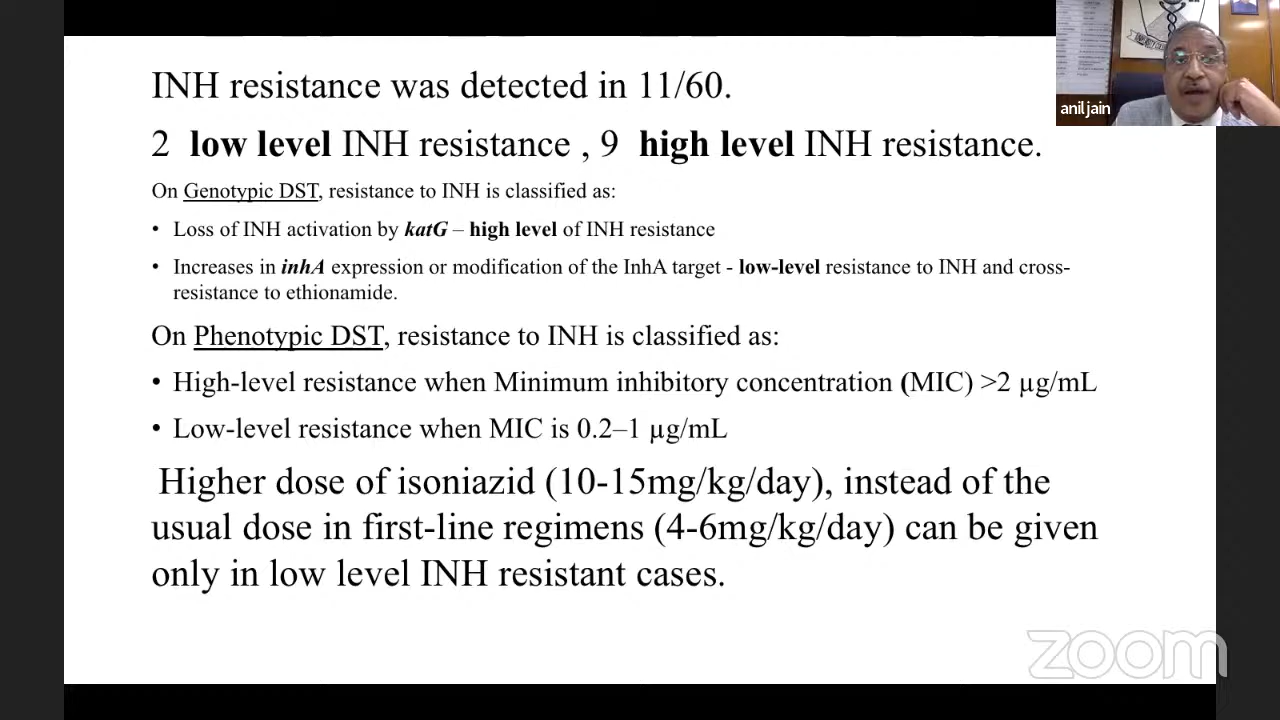 INH resistance was detected in 11/60.
2 low level INH resistance , 9 high level INH resistance.
On Genotypic DST, resistance to INH is classified as:
• Loss of INH activation by katG – high level of INH resistance
• Increases in inhA expression or modification of the InhA target - low-level resistance to INH and cross-
resistance to ethionamide.
On Phenotypic DST, resistance to INH is classified as:
• High-level resistance when Minimum inhibitory concentration (MIC) >2 µg/mL
• Low-level resistance when MIC is 0.2–1 µg/mL
Higher dose of isoniazid (10-15mg/kg/day), instead of the
usual dose in first-line regimens (4-6mg/kg/day) can be given
only in low level INH resistant cases.
anil jain
zoom